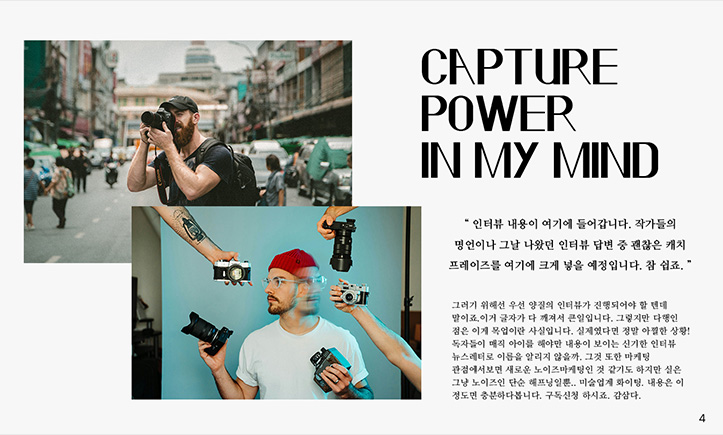 CAPTURE
POWER
IN MY MIND
“ 인터뷰 내용이 여기에 들어갑니다. 작가들의
명언이나 그날 나왔던 인터뷰 답변 중 괜찮은 캐치
프레이즈를 여기에 크게 넣을 예정입니다. 참 쉽죠. ”
그러기 위해선 우선 양질의 인터뷰가 진행되어야 할 텐데
말이죠.이거 글자가 다 깨져서 큰일입니다. 그렇지만 다행인
점은 이게 목업이란 사실입니다. 실제였다면 정말 아찔한 상황!
독자들이 매직 아이를 해야만 내용이 보이는 신기한 인터뷰
뉴스레터로 이름을 알리지 않을까. 그것 또한 마케팅
관점에서보면 새로운 노이즈마케팅인 것 같기도 하지만 실은
그냥 노이즈인 단순 해프닝일뿐.. 미술업계 화이팅. 내용은 이
정도면 충분하다봅니다. 구독신청 하시죠. 감삼다.
4